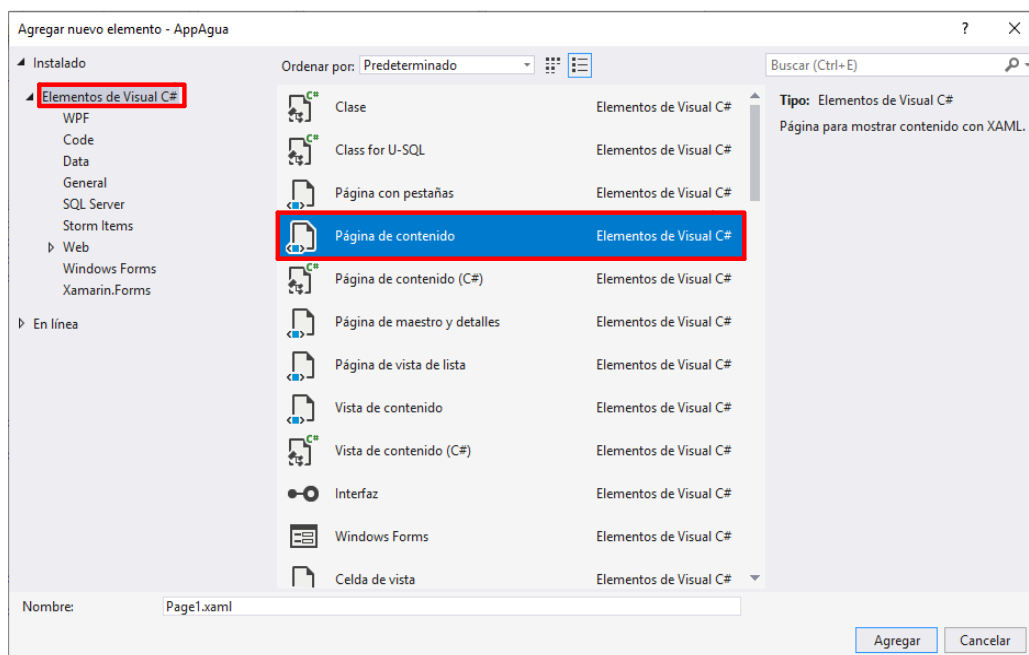 Agregar nuevo elemento - AppAgua
?
Instalado
Elementos de Visual C#
WPF
Code
Data
General
SQL Server
Storm Items
Web
Windows Forms
Xamarin.Forms
En línea
Ordenar por: Predeterminado
Clase Elementos de Visual C#
Class for U-SQL Elementos de Visual C#
Página con pestañas Elementos de Visual C#
Página de contenido Elementos de Visual C#
Página de contenido (C#) Elementos de Visual C#
Página de maestro y detalles Elementos de Visual C#
Página de vista de lista Elementos de Visual C#
Vista de contenido Elementos de Visual C#
Vista de contenido (C#) Elementos de Visual C#
Interfaz Elementos de Visual C#
Windows Forms Elementos de Visual C#
Celda de vista Elementos de Visual C#
Buscar (Ctrl+E)
Tipo: Elementos de Visual C#
Página para mostrar contenido con XAML.
Nombre: Page1.xaml
Agregar Cancelar